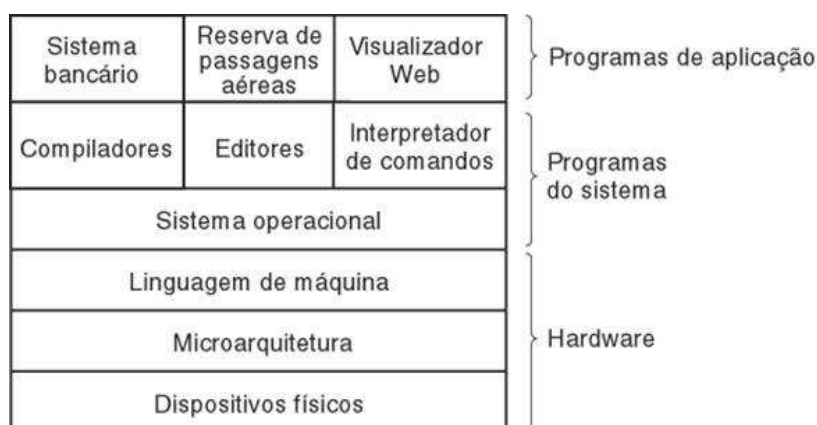 Sistema
bancário
Reserva de
passagens
aéreas
Visualizador
Web
Programas de aplicação
Compiladores
Editores
Interpretador
de comandos
Programas
do sistema
Sistema operacional
Linguagem de máquina
Microarquitetura
Hardware
Dispositivos físicos